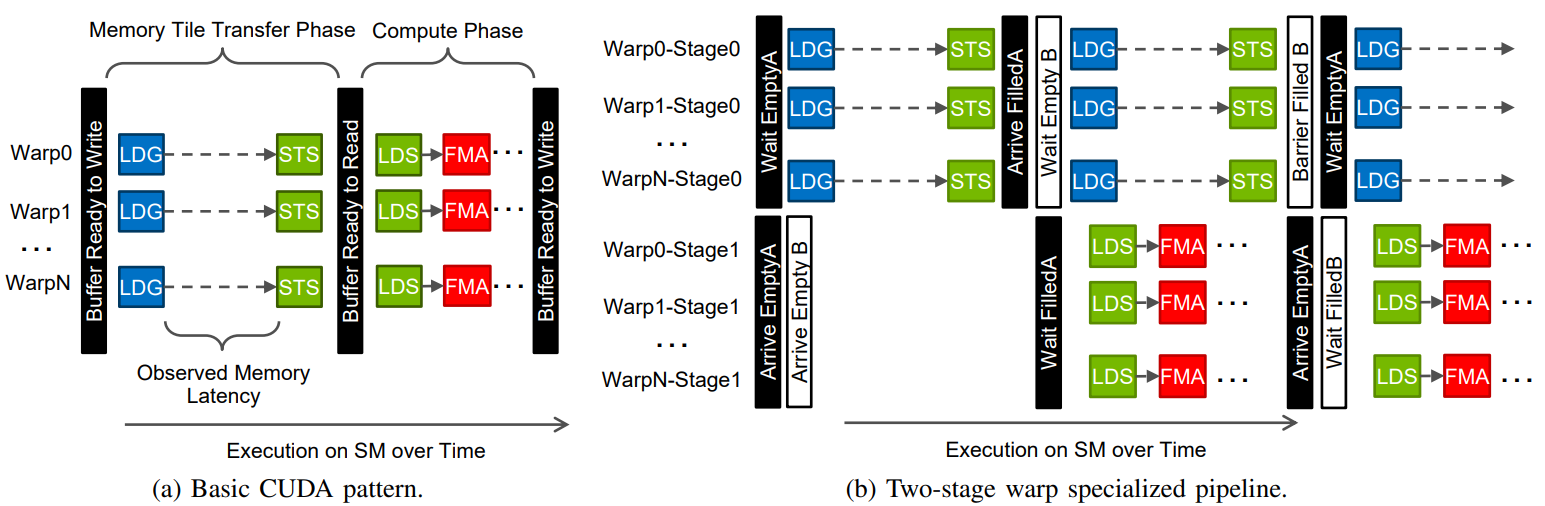 Memory Tile Transfer Phase
Compute Phase
Buffer Ready to Write
Buffer Ready to Read
Buffer Ready to Write
Warp0
LDG
STS
LDS
FMA
...
Warp1
LDG
STS
LDS
FMA
...
...
WarpN
LDG
STS
LDS
FMA
...
Observed Memory
Latency
Execution on SM over Time
(a) Basic CUDA pattern.
Wait EmptyA
Arrive FilledA
Wait Empty B
Barrier Filled B
Wait EmptyA
Warp0-Stage0
LDG
STS
LDG
STS
LDG
Warp1-Stage0
LDG
STS
LDG
STS
LDG
...
WarpN-Stage0
LDG
STS
LDG
STS
LDG
Arrive EmptyA
Arrive Empty B
Wait FilledA
Arrive EmptyA
Wait FilledB
Warp0-Stage1
LDS
FMA
...
LDS
FMA
...
Warp1-Stage1
LDS
FMA
...
LDS
FMA
...
...
WarpN-Stage1
LDS
FMA
...
LDS
FMA
...
Execution on SM over Time
(b) Two-stage warp specialized pipeline.